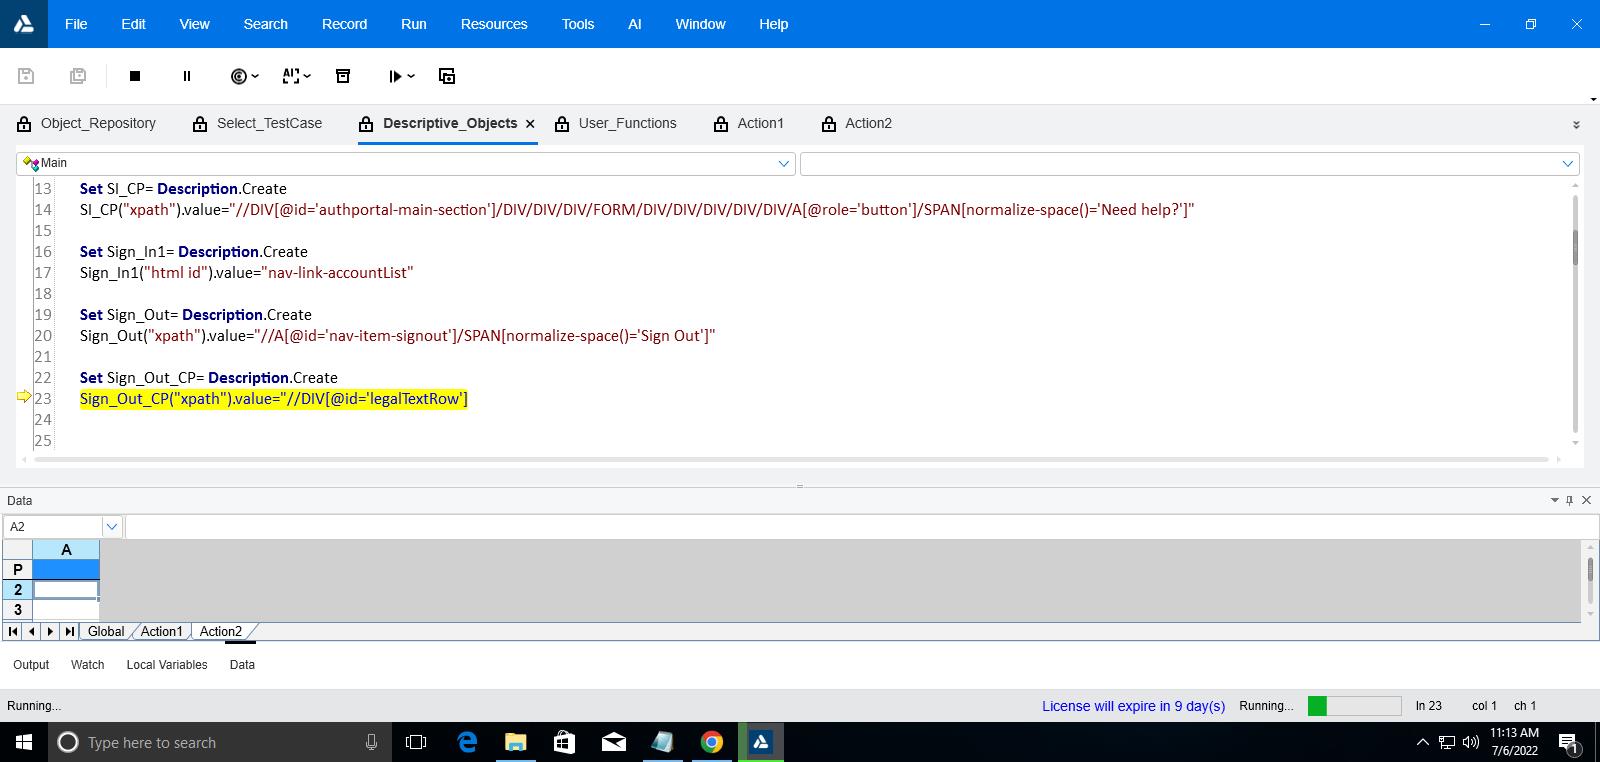 File Edit View Search Record Run Resources Tools AI Window Help
Object_Repository Select_TestCase Descriptive_Objects User_Functions Action1 Action2
Main
13 Set SI_CP= Description.Create
14 SI_CP("xpath").value="//DIV[@id='authportal-main-section']/DIV/DIV/DIV/FORM/DIV/DIV/DIV/DIV/DIV/A[@role='button']/SPAN[normalize-space()='Need help?']"
15
16 Set Sign_In1= Description.Create
17 Sign_In1("html id").value="nav-link-accountList"
18
19 Set Sign_Out= Description.Create
20 Sign_Out("xpath").value="//A[@id='nav-item-signout']/SPAN[normalize-space()='Sign Out']"
21
22 Set Sign_Out_CP= Description.Create
23 Sign_Out_CP("xpath").value="//DIV[@id='legalTextRow']
24
25
Data
A2
A
P
2
3
Global Action1 Action2
Output Watch Local Variables Data
Running... License will expire in 9 day(s) Running... ln 23 col 1 ch 1
Type here to search
11:13 AM
7/6/2022
1